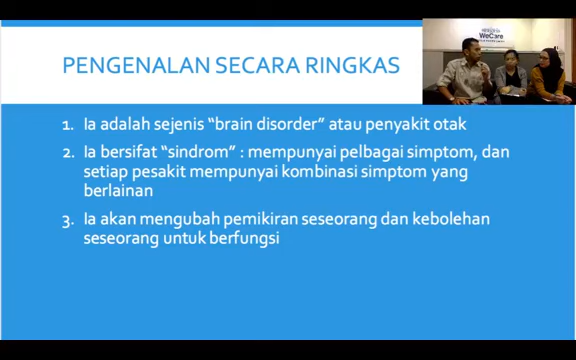 WeCare
PENGENALAN SECARA RINGKAS
1. Ia adalah sejenis “brain disorder” atau penyakit otak
2. Ia bersifat “sindrom” : mempunyai pelbagai simptom, dan
setiap pesakit mempunyai kombinasi simptom yang
berlainan
3. Ia akan mengubah pemikiran seseorang dan kebolehan
seseorang untuk berfungsi